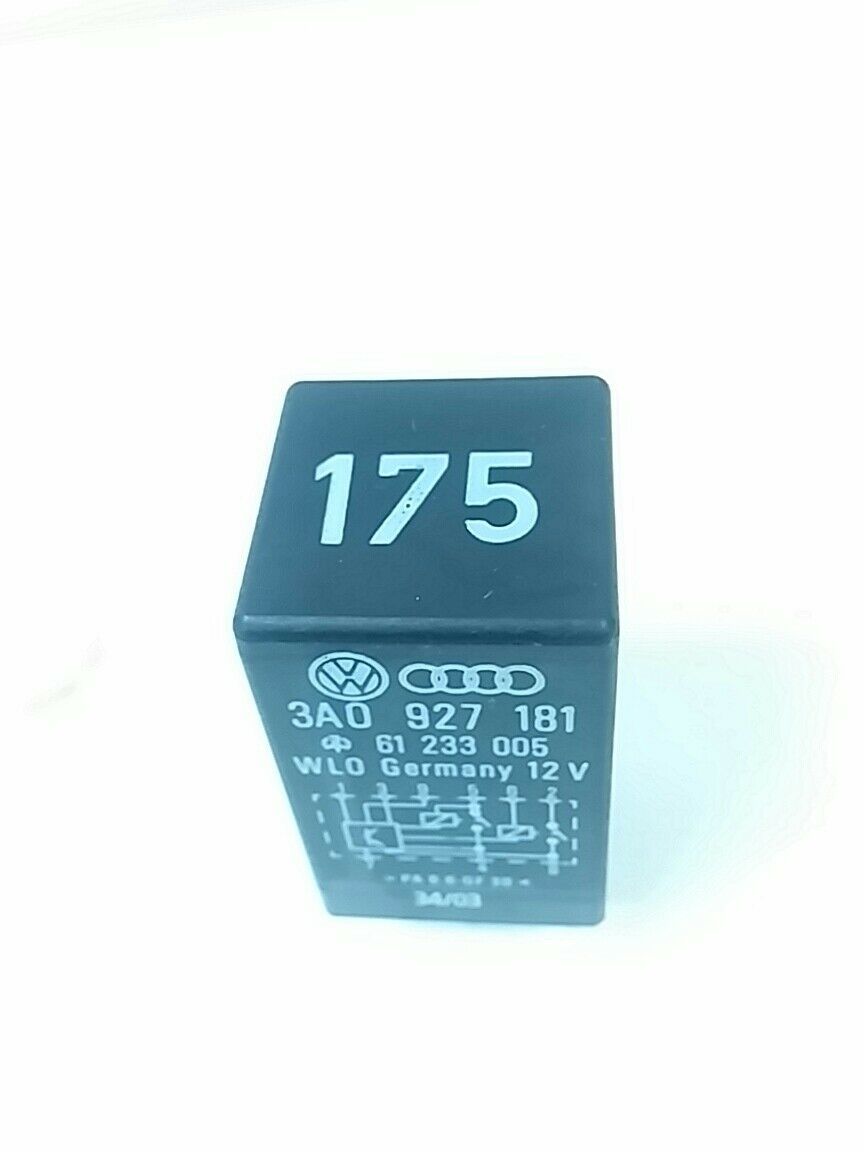 175
3A0 927 181
61 233 005
WLO Germany 12 V
34/03